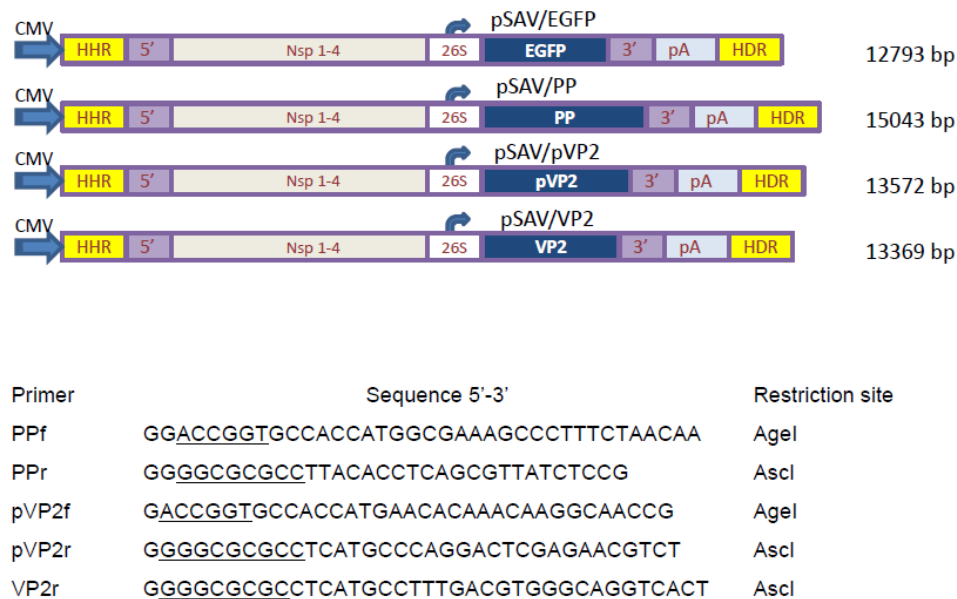 pSAV/EGFP
CMV HHR 5’ Nsp 1-4 26S EGFP 3’ pA HDR 12793 bp
pSAV/PP
CMV HHR 5’ Nsp 1-4 26S PP 3’ pA HDR 15043 bp
pSAV/pVP2
CMV HHR 5’ Nsp 1-4 26S pVP2 3’ pA HDR 13572 bp
pSAV/VP2
CMV HHR 5’ Nsp 1-4 26S VP2 3’ pA HDR 13369 bp
Primer Sequence 5’-3’ Restriction site
PPf GGACCGGTGCCACCATGGCGAAAGCCCTTTCTAACAA AgeI
PPr GGGGCGCGCCTTACACCTCAGCGTTATCTCCG AscI
pVP2f GACCGGTGCCACCATGAACACAAACAAGGCAACCG AgeI
pVP2r GGGGCGCGCCTCATGCCCAGGACTCGAGAACGTCT AscI
VP2r GGGGCGCGCCTCATGCCTTTGACGTGGGCAGGTCACT AscI